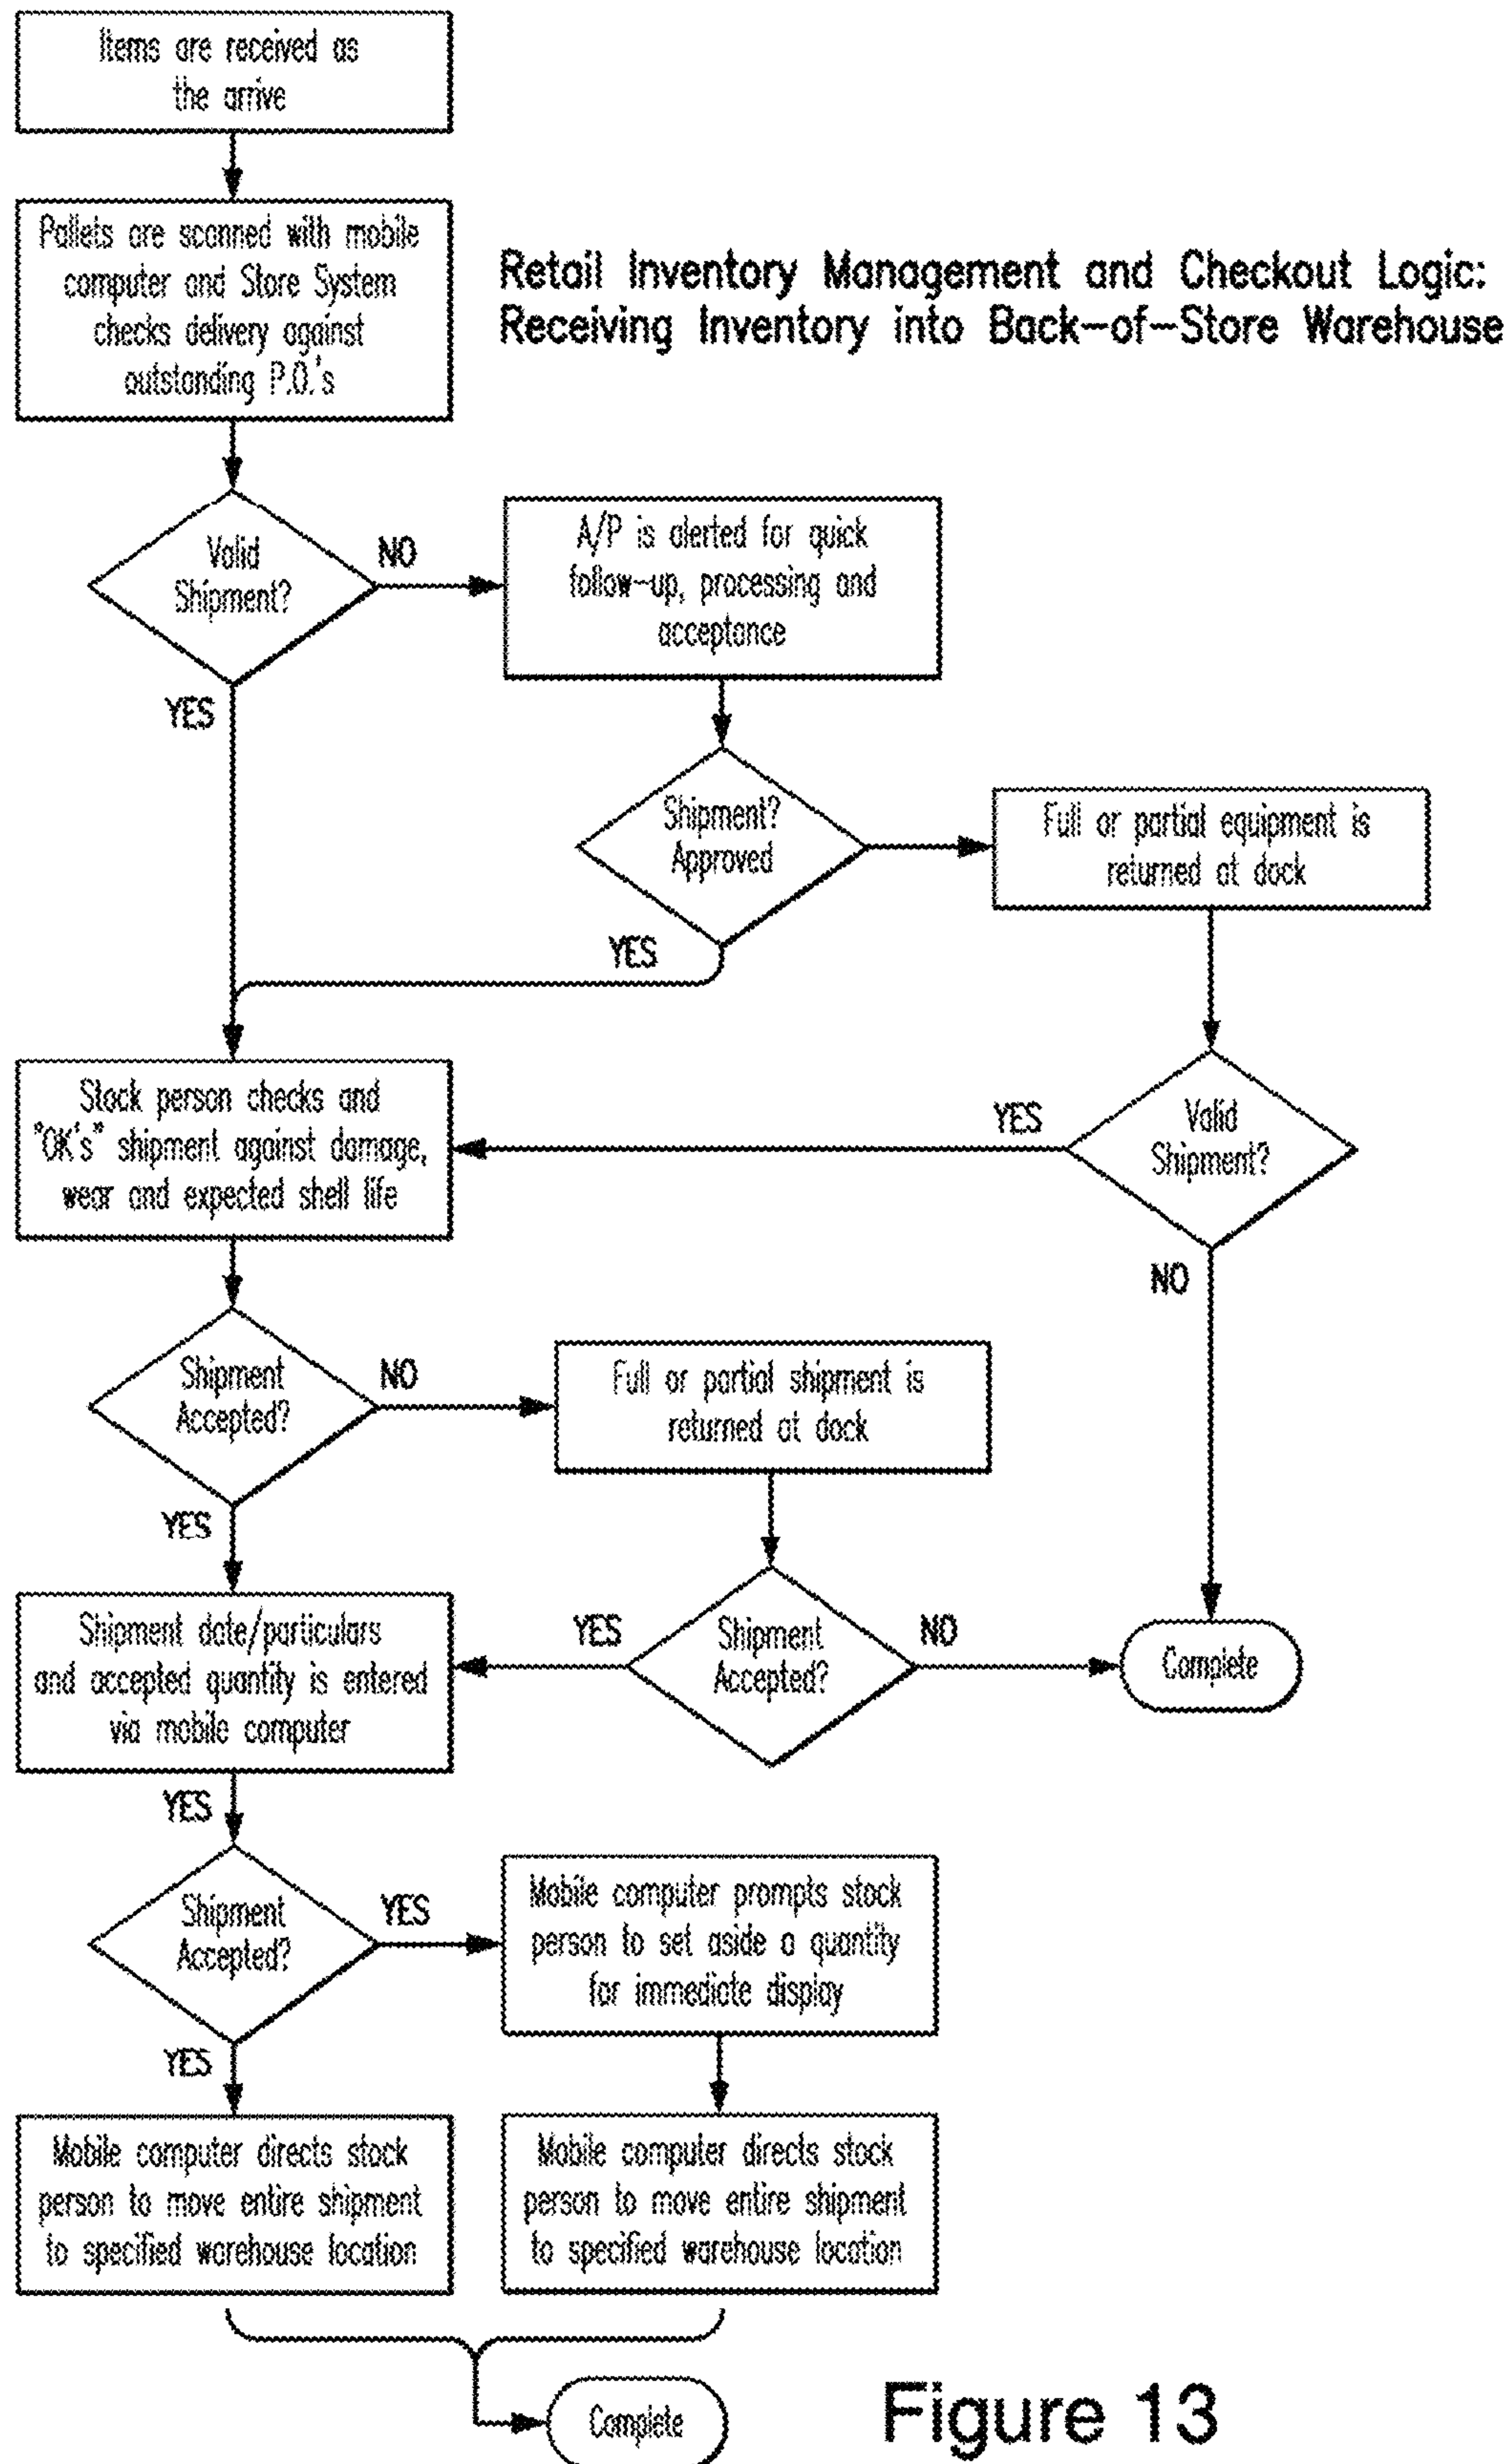 Items are received as
the arrive
Pallets are scanned with mobile
computer and Store System
checks delivery against
outstanding P.O.'s
Retail Inventory Management and Checkout Logic:
Receiving Inventory into Back-of-Store Warehouse
Valid
Shipment?
NO
A/P is alerted for quick
follow-up, processing and
acceptance
YES
Shipment?
Approved
Full or partial equipment is
returned at dock
YES
Stock person checks and
"OK's" shipment against damage,
wear and expected shell life
YES
Valid
Shipment?
NO
Shipment
Accepted?
NO
Full or partial shipment is
returned at dock
YES
Shipment date/particulars
and accepted quantity is entered
via mobile computer
YES
Shipment
Accepted?
NO
Complete
YES
Shipment
Accepted?
YES
Mobile computer prompts stock
person to set aside a quantity
for immediate display
YES
Mobile computer directs stock
person to move entire shipment
to specified warehouse location
Mobile computer directs stock
person to move entire shipment
to specified warehouse location
Complete
Figure 13